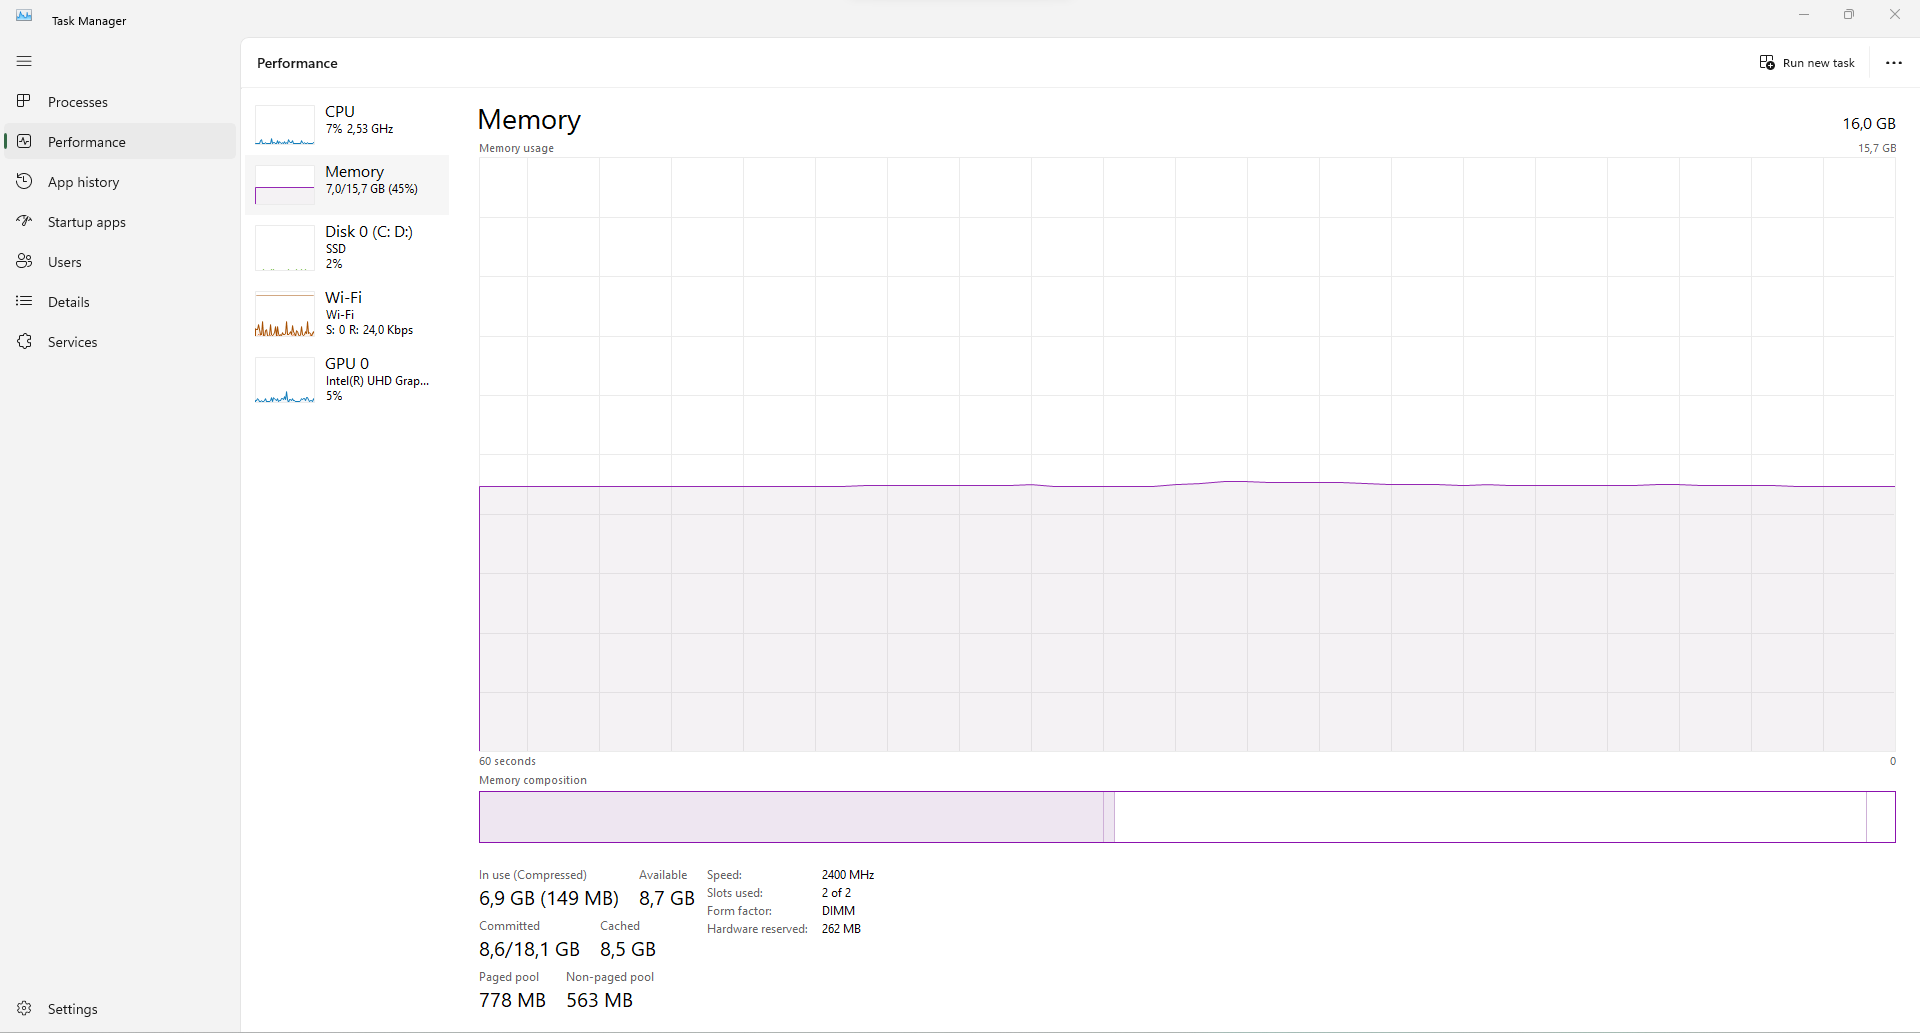 Task Manager
Performance
Run new task
Processes
Performance
App history
Startup apps
Users
Details
Services
Settings
CPU
7% 2,53 GHz
Memory
7,0/15,7 GB (45%)
Disk 0 (C: D:)
SSD
2%
Wi-Fi
Wi-Fi
S: 0 R: 24,0 Kbps
GPU 0
Intel(R) UHD Grap...
5%
Memory
16,0 GB
Memory usage
15,7 GB
60 seconds
0
Memory composition
In use (Compressed)
6,9 GB (149 MB)
Available
8,7 GB
Committed
8,6/18,1 GB
Cached
8,5 GB
Paged pool
778 MB
Non-paged pool
563 MB
Speed: 2400 MHz
Slots used: 2 of 2
Form factor: DIMM
Hardware reserved: 262 MB